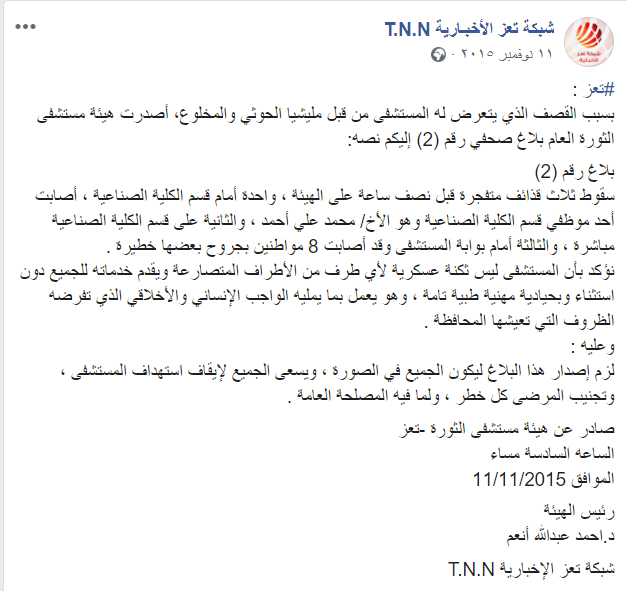 شبكة تعز الأخبـارية T.N.N
١١ نوفمبر ٢٠١٥ ·
شبكة تعز
الأخبارية
#تعز :
بسبب القصف الذي يتعرض له المستشفى من قبل مليشيا الحوثي والمخلوع، أصدرت هيئة مستشفى
الثورة العام بلاغ صحفي رقم (2) إليكم نصه:
بلاغ رقم (2)
سقوط ثلاث قذائف متفجرة قبل نصف ساعة على الهيئة ، واحدة أمام قسم الكلية الصناعية ، أصابت
أحد موظفي قسم الكلية الصناعية وهو الأخ/ محمد علي أحمد ، والثانية على قسم الكلية الصناعية
مباشرة ، والثالثة أمام بوابة المستشفى وقد أصابت 8 مواطنين بجروح بعضها خطيرة .
نؤكد بأن المستشفى ليس ثكنة عسكرية لأي طرف من الأطراف المتصارعة ويقدم خدماته للجميع دون
استثناء وبحيادية مهنية طبية تامة ، وهو يعمل بما يمليه الواجب الإنساني والأخلاقي الذي تفرضه
الظروف التي تعيشها المحافظة .
وعليه :
لزم إصدار هذا البلاغ ليكون الجميع في الصورة ، ويسعى الجميع لإيقاف استهداف المستشفى ،
وتجنيب المرضى كل خطر ، ولما فيه المصلحة العامة .
صادر عن هيئة مستشفى الثورة -تعز
الساعه السادسة مساء
الموافق 11/11/2015
رئيس الهيئة
د.احمد عبدالله أنعم
شبكة تعز الإخبارية T.N.N